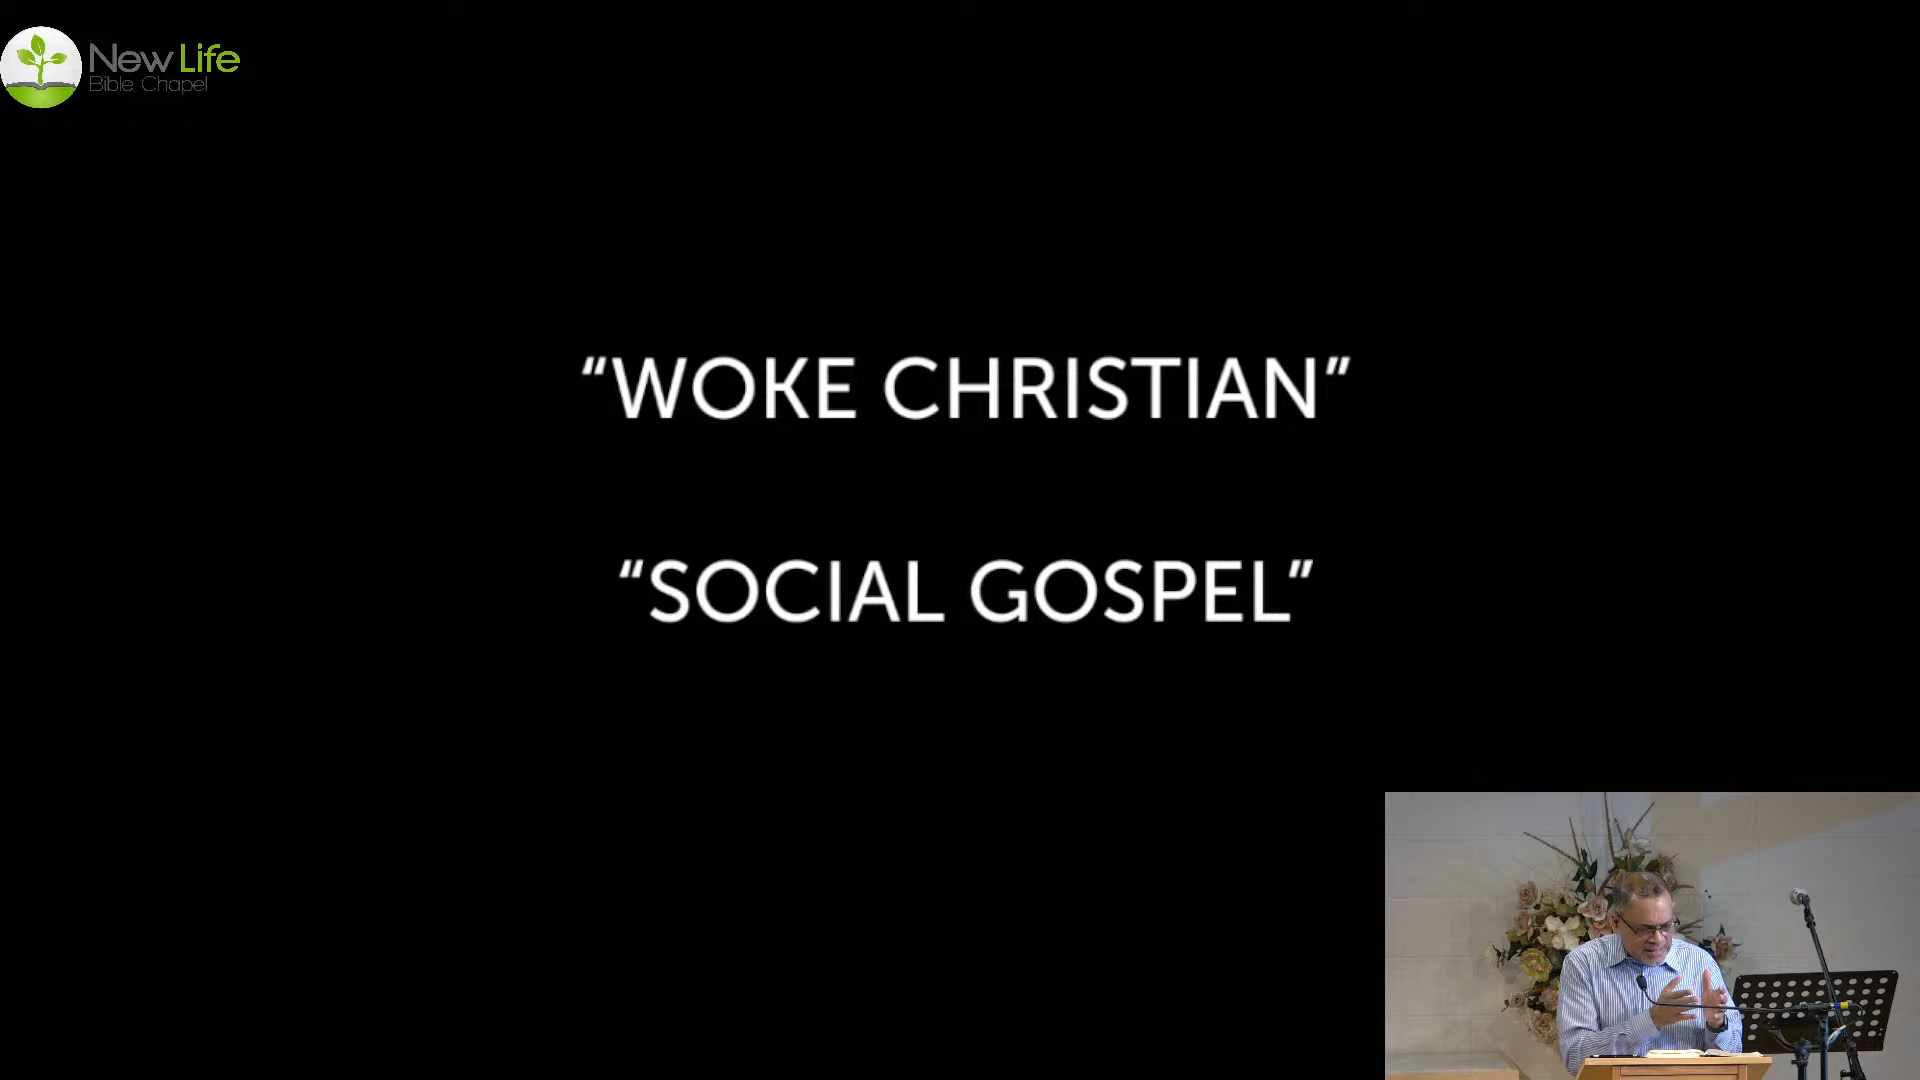 New Life
Bible Chapel
“WOKE CHRISTIAN”
“SOCIAL GOSPEL”